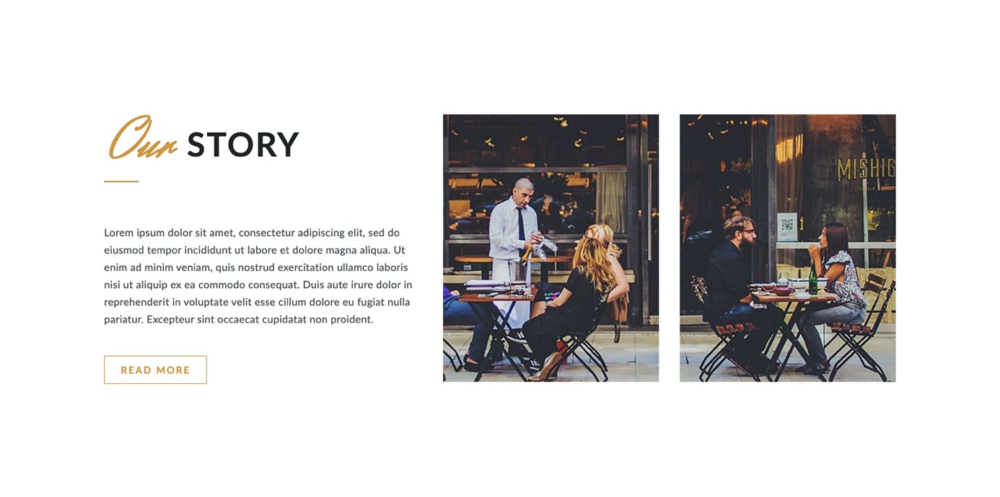 Our STORY
Lorem ipsum dolor sit amet, consectetur adipiscing elit, sed do
eiusmod tempor incididunt ut labore et dolore magna aliqua. Ut
enim ad minim veniam, quis nostrud exercitation ullamco laboris
nisi ut aliquip ex ea commodo consequat. Duis aute irure dolor in
reprehenderit in voluptate velit esse cillum dolore eu fugiat nulla
pariatur. Excepteur sint occaecat cupidatat non proident.
READ MORE
MISHIG